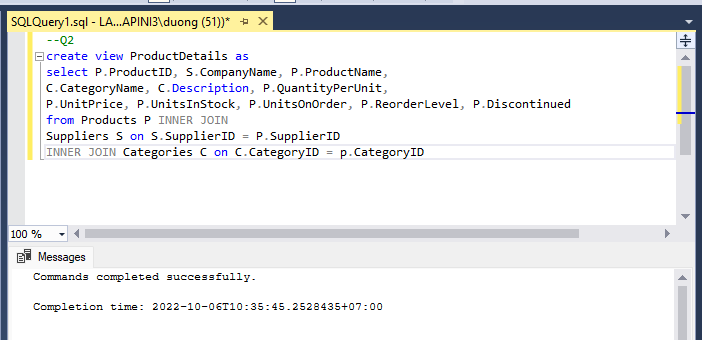 SQLQuery1.sql - LA...APINI3\duong (51))*
--Q2
create view ProductDetails as
select P.ProductID, S.CompanyName, P.ProductName,
C.CategoryName, C.Description, P.QuantityPerUnit,
P.UnitPrice, P.UnitsInStock, P.UnitsOnOrder, P.ReorderLevel, P.Discontinued
from Products P INNER JOIN
Suppliers S on S.SupplierID = P.SupplierID
INNER JOIN Categories C on C.CategoryID = p.CategoryID
100 %
Messages
Commands completed successfully.
Completion time: 2022-10-06T10:35:45.2528435+07:00